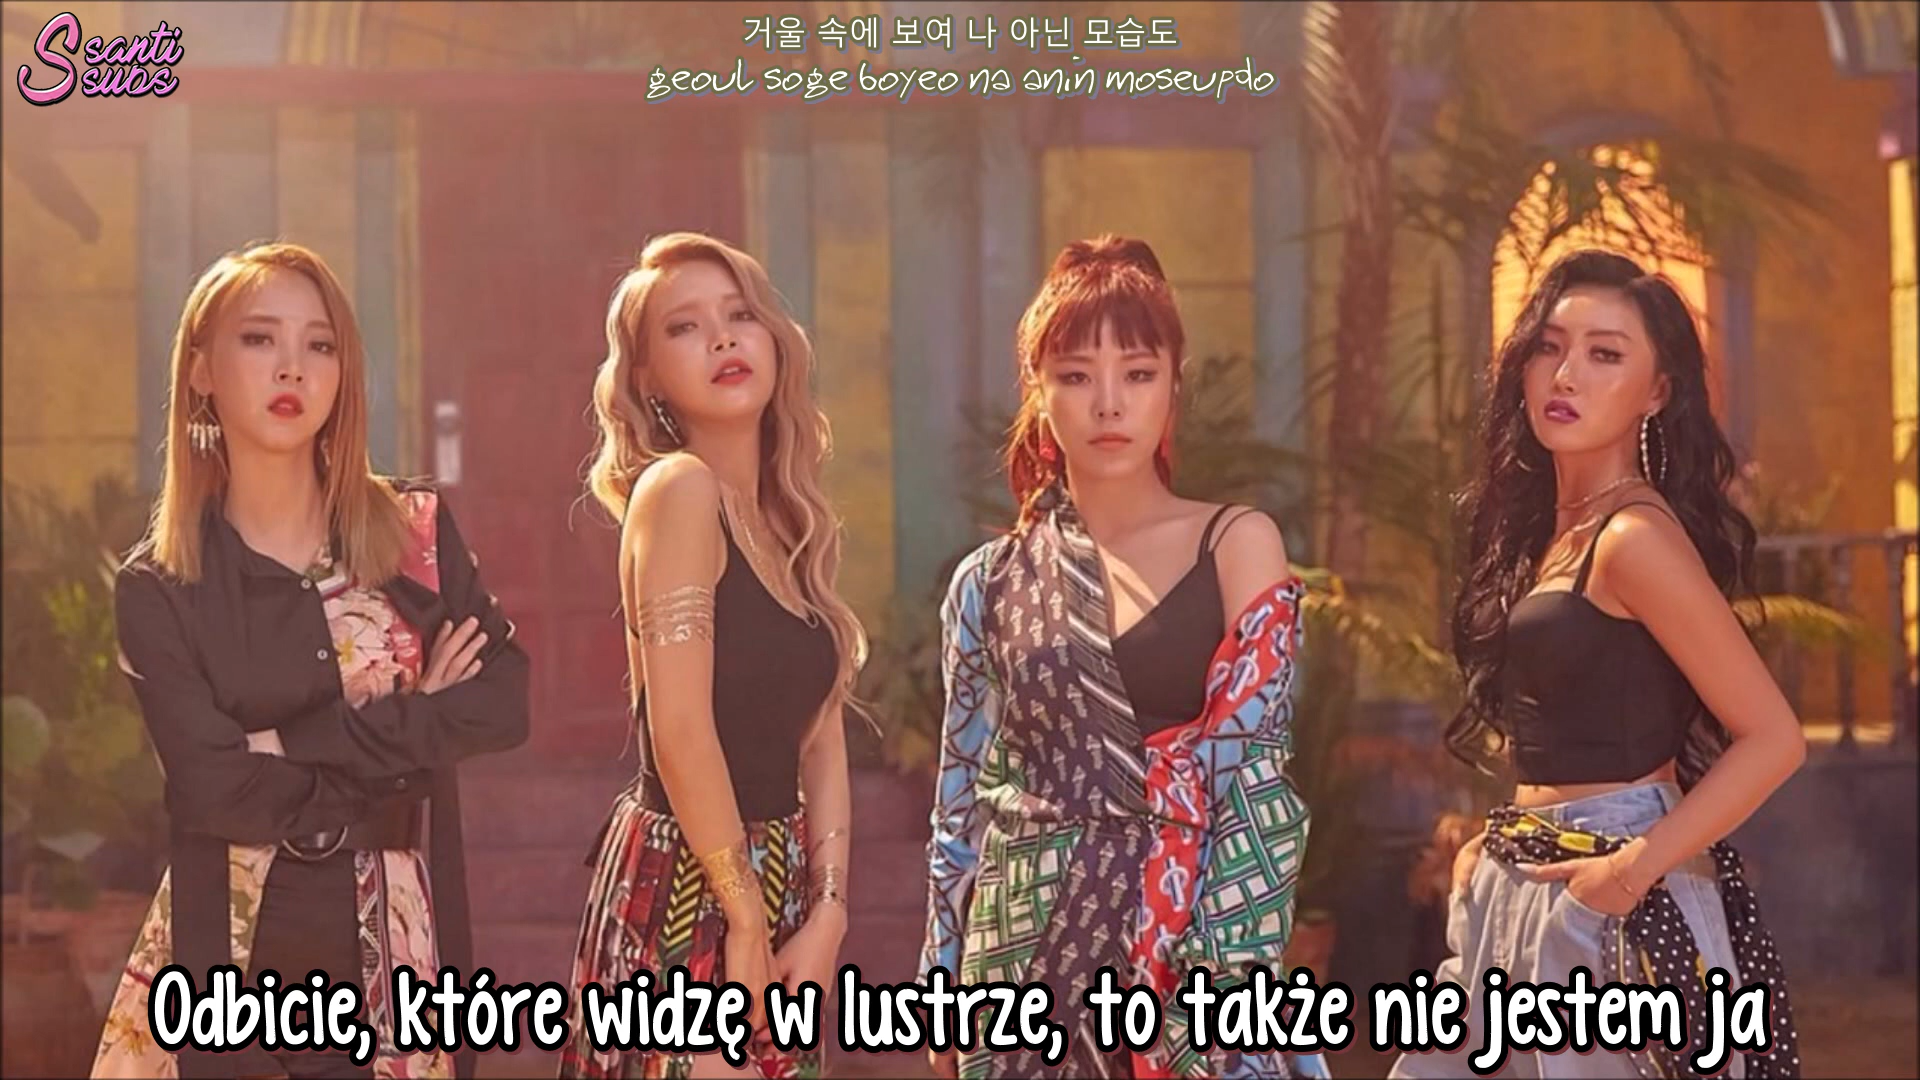 Ssanti
subs
거울 속에 보여 나 아닌 모습도
geoul soge boyeo na anin moseupdo
Odbicie, które widzę w lustrze, to także nie jestem ja